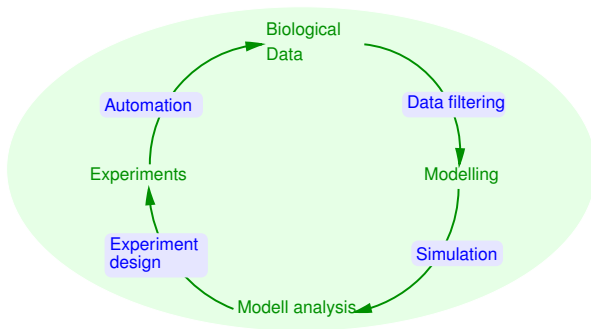 Biological
Data
Automation
Data filtering
Experiments
Modelling
Experiment
design
Simulation
Modell analysis